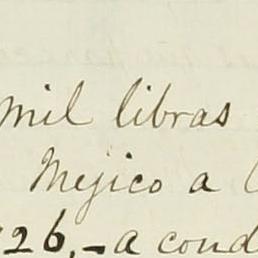 mil libras
Mejico a
26,- a cond